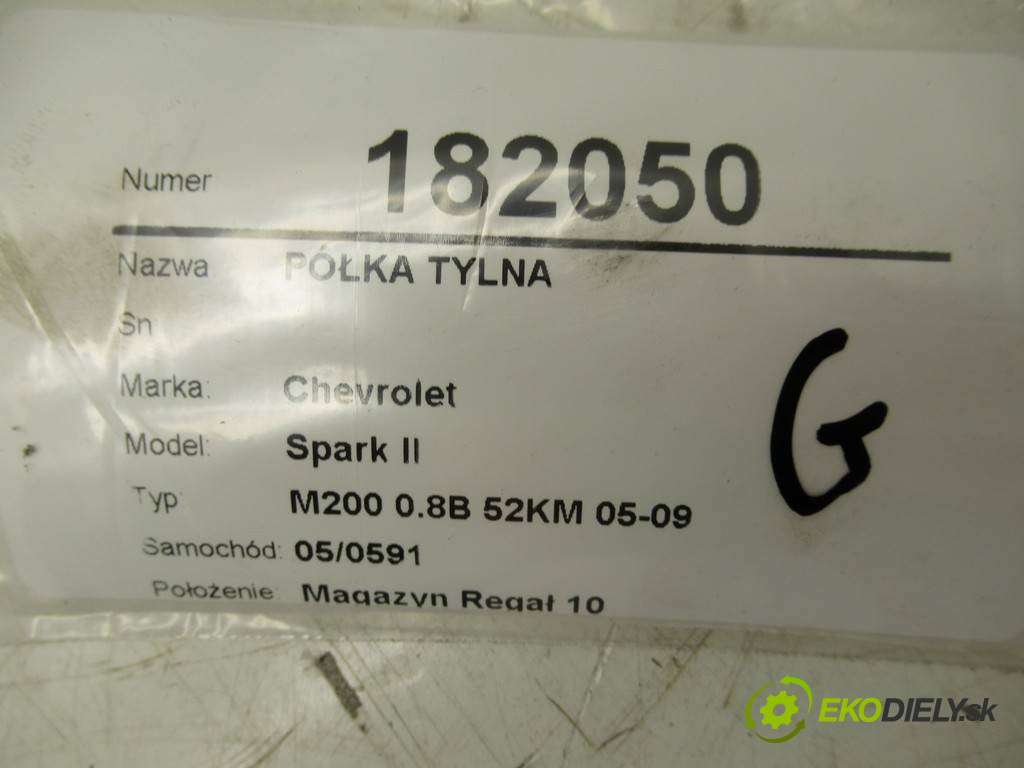 Numer 182050
Nazwa PÓŁKA TYLNA
Sn
Marka: Chevrolet
Model: Spark II
Typ M200 0.8B 52KM 05-09
Samochód: 05/0591
Położenie Magazyn Regał 10
G
EKODIELY.sk